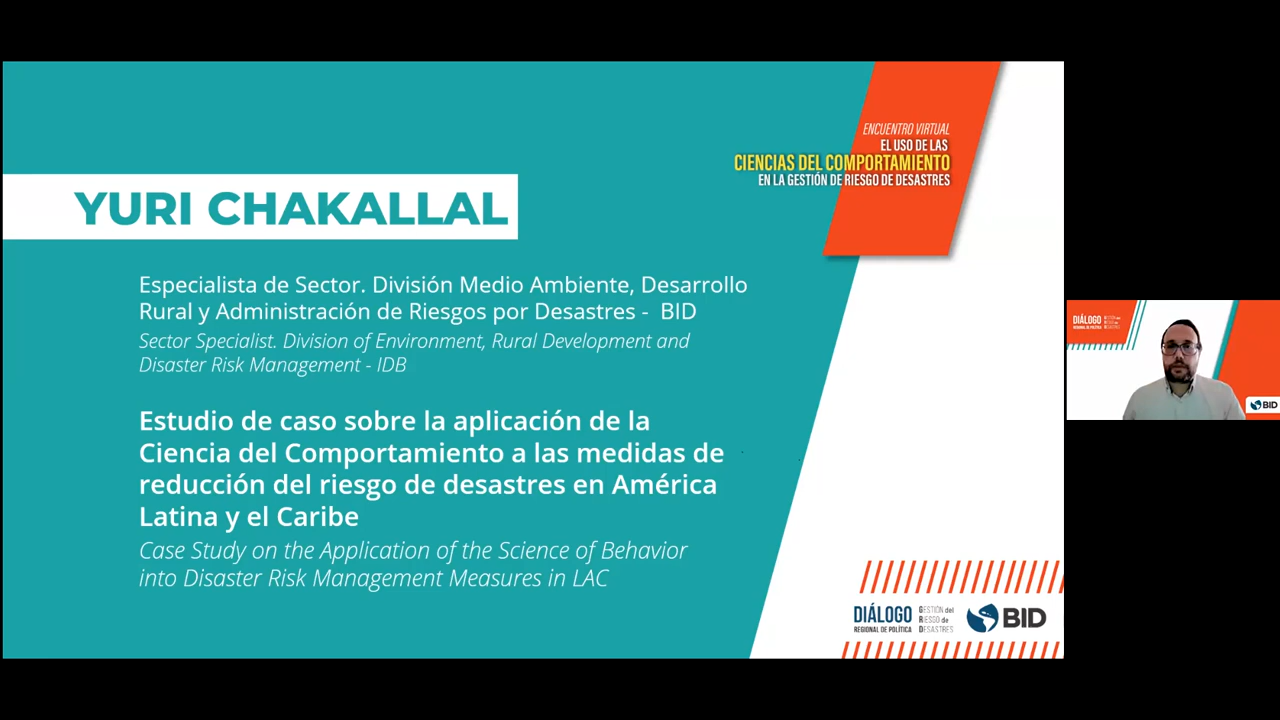 ENCUENTRO VIRTUAL
EL USO DE LAS
CIENCIAS DEL COMPORTAMIENTO
EN LA GESTIÓN DE RIESGO DE DESASTRES
YURI CHAKALLAL
Especialista de Sector. División Medio Ambiente, Desarrollo
Rural y Administración de Riesgos por Desastres - BID
Sector Specialist. Division of Environment, Rural Development and
Disaster Risk Management - IDB
Estudio de caso sobre la aplicación de la
Ciencia del Comportamiento a las medidas de
reducción del riesgo de desastres en América
Latina y el Caribe
Case Study on the Application of the Science of Behavior
into Disaster Risk Management Measures in LAC
DIÁLOGO
REGIONAL DE POLÍTICA
GESTIÓN del
RIESGO de
DESASTRES
BID
DIÁLOGO
REGIONAL DE POLÍTICA
BID